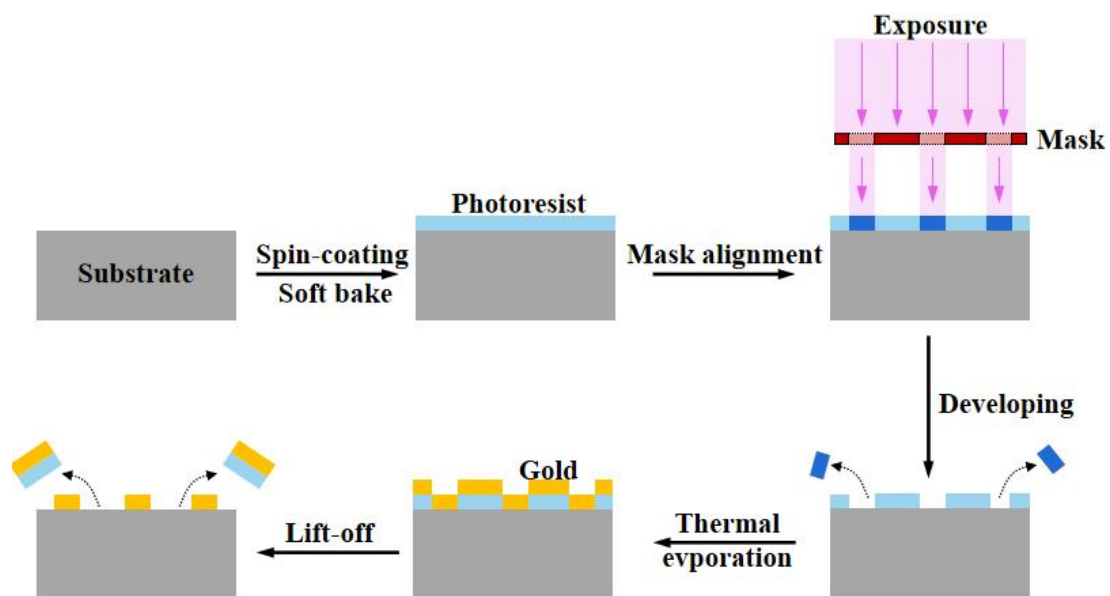 Exposure
Mask
Photoresist
Substrate
Spin-coating
Soft bake
Mask alignment
Developing
Gold
Thermal
evporation
Lift-off